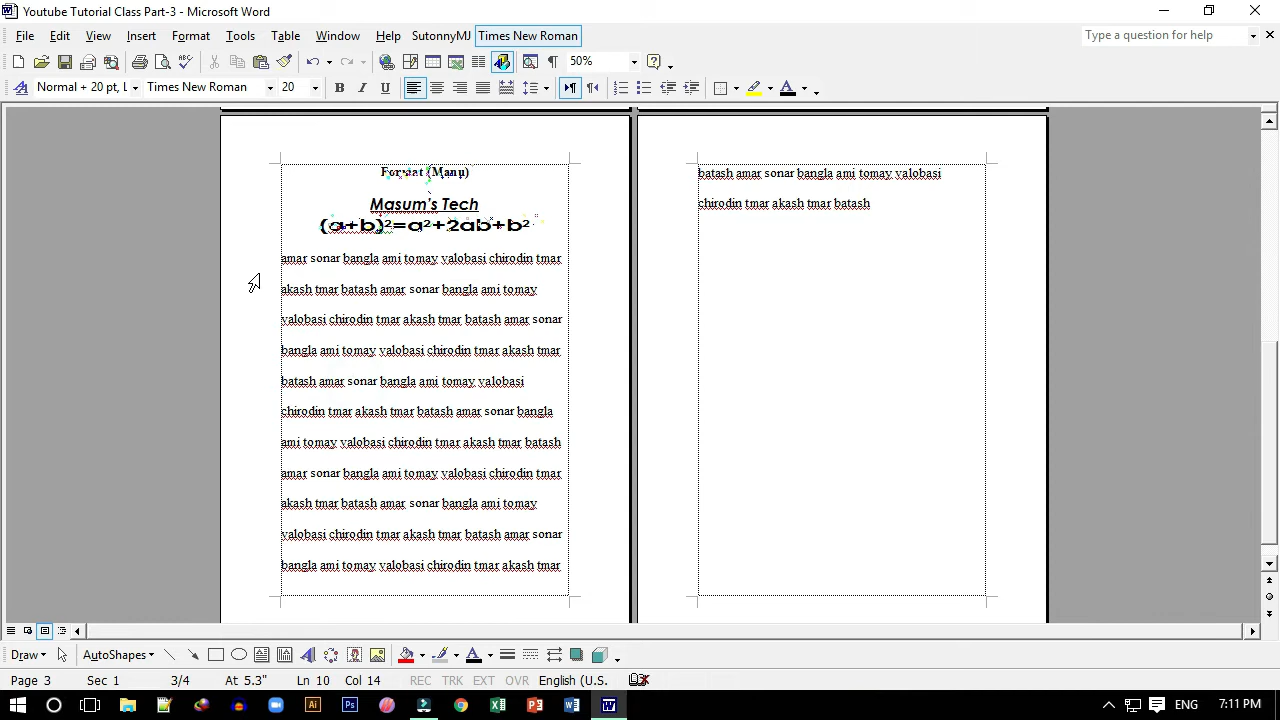 Youtube Tutorial Class Part-3 - Microsoft Word
File Edit View Insert Format Tools Table Window Help SutonnyMJ Times New Roman Type a question for help
50%
Normal + 20 pt, L Times New Roman 20 B I U
Format (Manu)
Masum's Tech
(a+b)²=a²+2ab+b²
amar sonar bangla ami tomay valobasi chirodin tmar
akash tmar batash amar sonar bangla ami tomay
valobasi chirodin tmar akash tmar batash amar sonar
bangla ami tomay valobasi chirodin tmar akash tmar
batash amar sonar bangla ami tomay valobasi
chirodin tmar akash tmar batash amar sonar bangla
ami tomay valobasi chirodin tmar akash tmar batash
amar sonar bangla ami tomay valobasi chirodin tmar
akash tmar batash amar sonar bangla ami tomay
valobasi chirodin tmar akash tmar batash amar sonar
bangla ami tomay valobasi chirodin tmar akash tmar
batash amar sonar bangla ami tomay valobasi
chirodin tmar akash tmar batash
Draw AutoShapes
Page 3 Sec 1 3/4 At 5.3" Ln 10 Col 14 REC TRK EXT OVR English (U.S.
ENG 7:11 PM